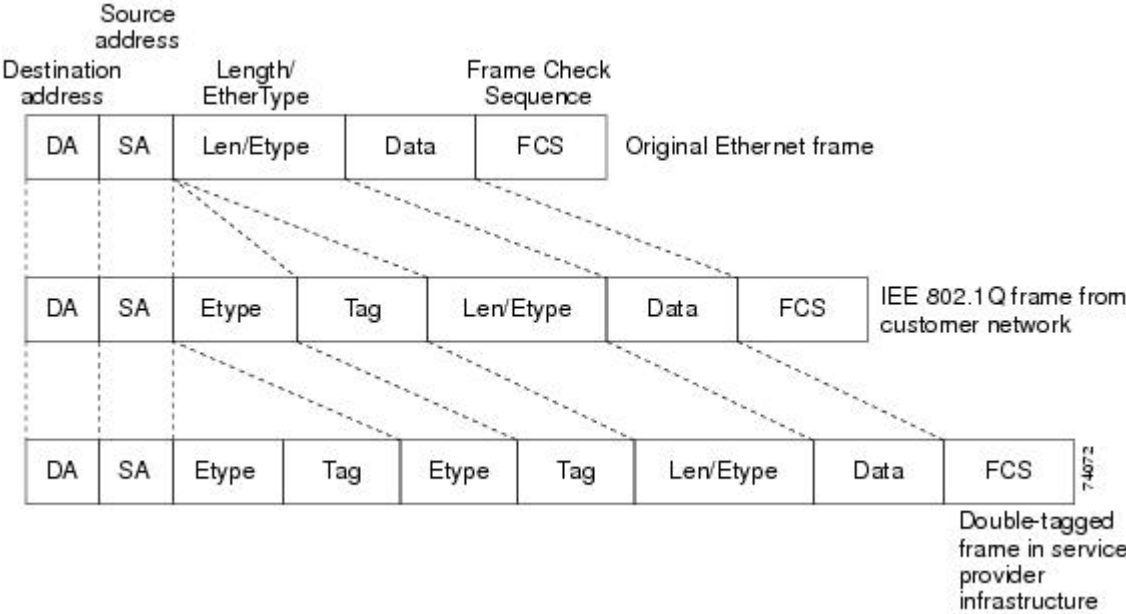 Source
address
Destination
address
Length/
EtherType
Frame Check
Sequence
DA SA Len/Etype Data FCS Original Ethernet frame
DA SA Etype Tag Len/Etype Data FCS
IEE 802.1Q frame from
customer network
DA SA Etype Tag Etype Tag Len/Etype Data FCS
74072
Double-tagged
frame in service
provider
infrastructure